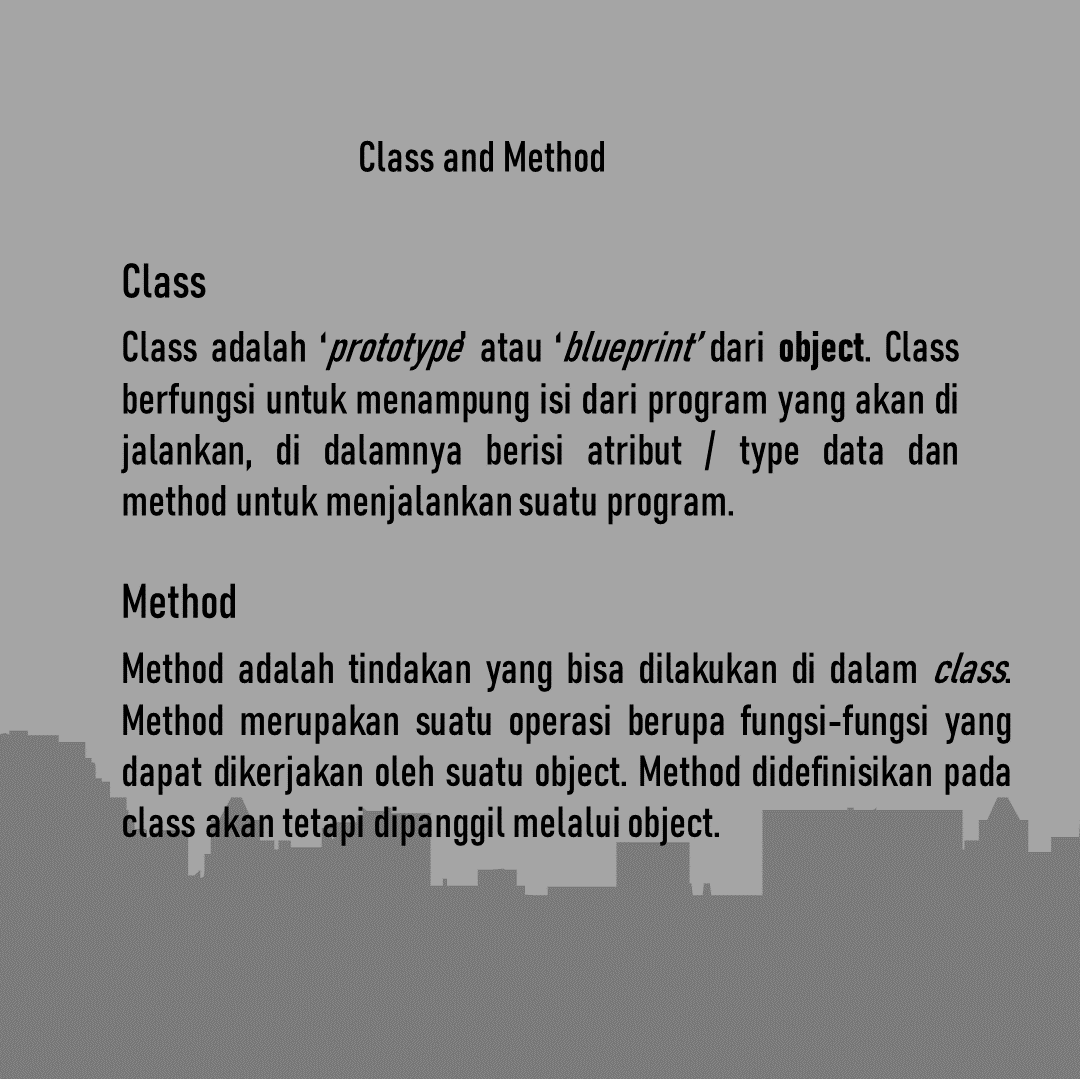 Class and Method
Class
Class adalah ‘prototype’ atau ‘blueprint’ dari object. Class
berfungsi untuk menampung isi dari program yang akan di
jalankan, di dalamnya berisi atribut / type data dan
method untuk menjalankan suatu program.
Method
Method adalah tindakan yang bisa dilakukan di dalam class.
Method merupakan suatu operasi berupa fungsi-fungsi yang
dapat dikerjakan oleh suatu object. Method didefinisikan pada
class akan tetapi dipanggil melalui object.